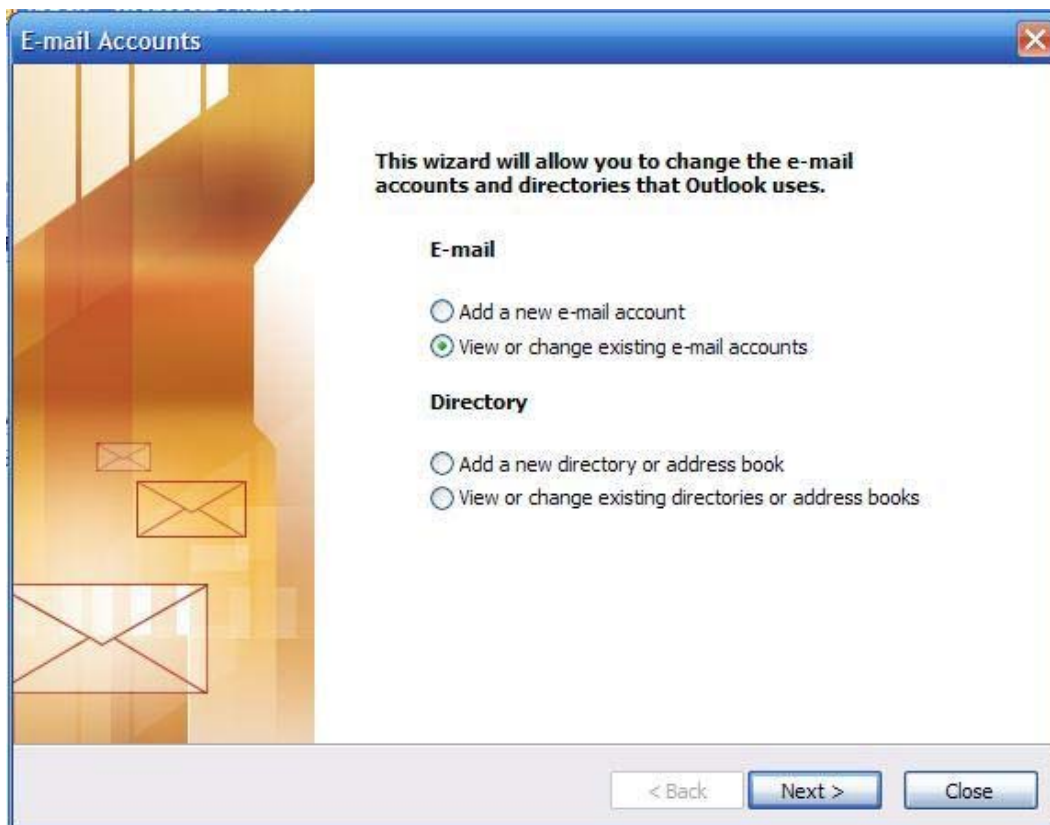 E-mail Accounts
This wizard will allow you to change the e-mail
accounts and directories that Outlook uses.
E-mail
Add a new e-mail account
View or change existing e-mail accounts
Directory
Add a new directory or address book
View or change existing directories or address books
< Back Next > Close